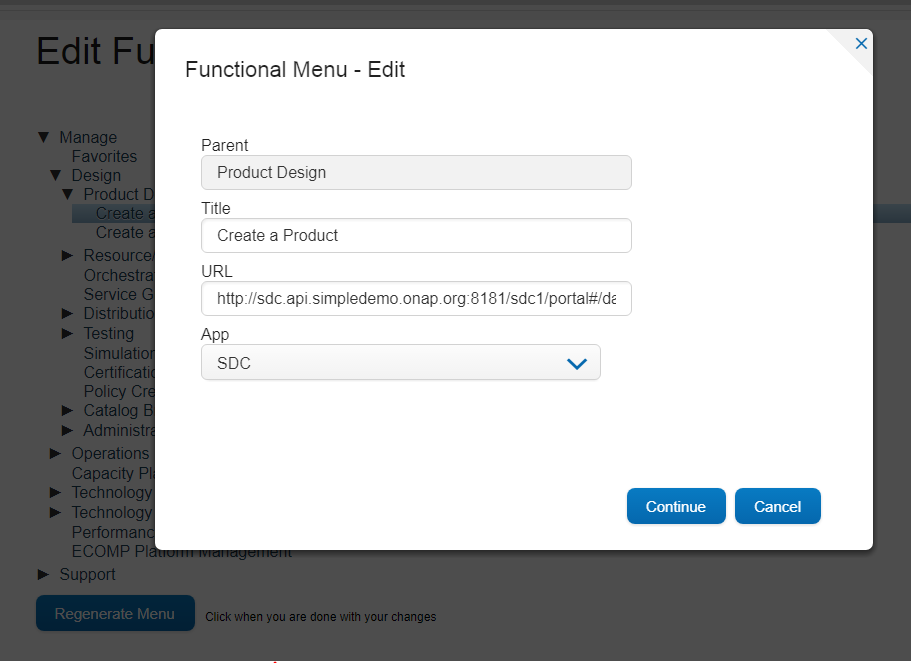 Edit Fu
Functional Menu - Edit
Parent
Product Design
Title
Create a Product
URL
http://sdc.api.simpledemo.onap.org:8181/sdc1/portal#/da
App
SDC
Continue
Cancel
Manage
Favorites
Design
Product D
Create a
Create a
Resource/
Orchestra
Service G
Distributio
Testing
Simulation
Certificatio
Policy Cre
Catalog B
Administra
Operations
Capacity Pla
Technology
Technology
Performanc
ECOMP Platform Management
Support
Regenerate Menu
Click when you are done with your changes